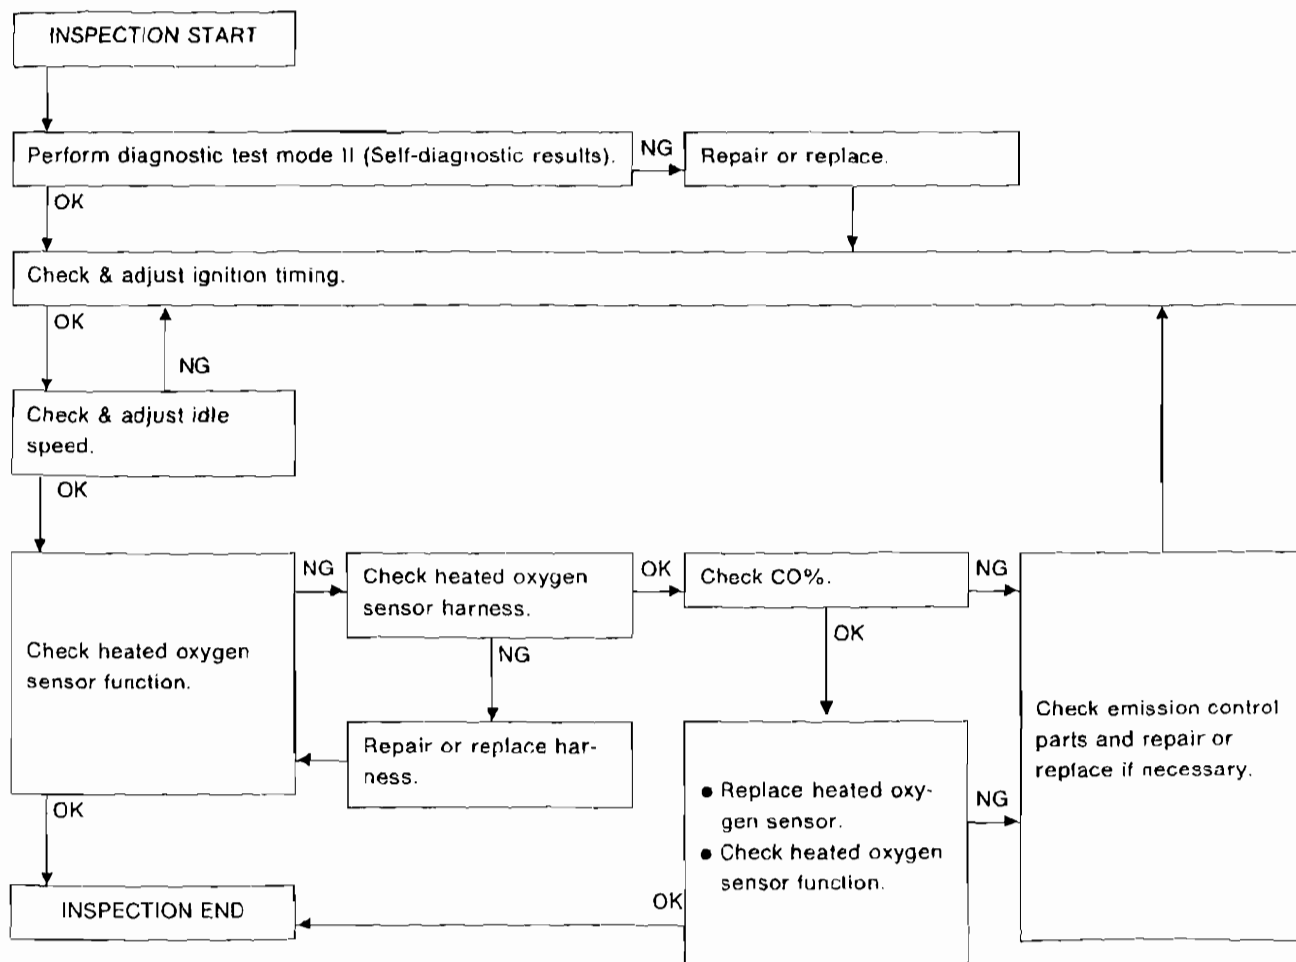 INSPECTION START
Perform diagnostic test mode II (Self-diagnostic results).
NG
Repair or replace.
OK
Check & adjust ignition timing.
OK
NG
Check & adjust idle
speed.
OK
Check heated oxygen
sensor function.
NG
Check heated oxygen
sensor harness.
OK
Check CO%.
NG
NG
OK
Repair or replace har-
ness.
Check emission control
parts and repair or
replace if necessary.
• Replace heated oxy-
gen sensor.
• Check heated oxygen
sensor function.
NG
OK
OK
INSPECTION END